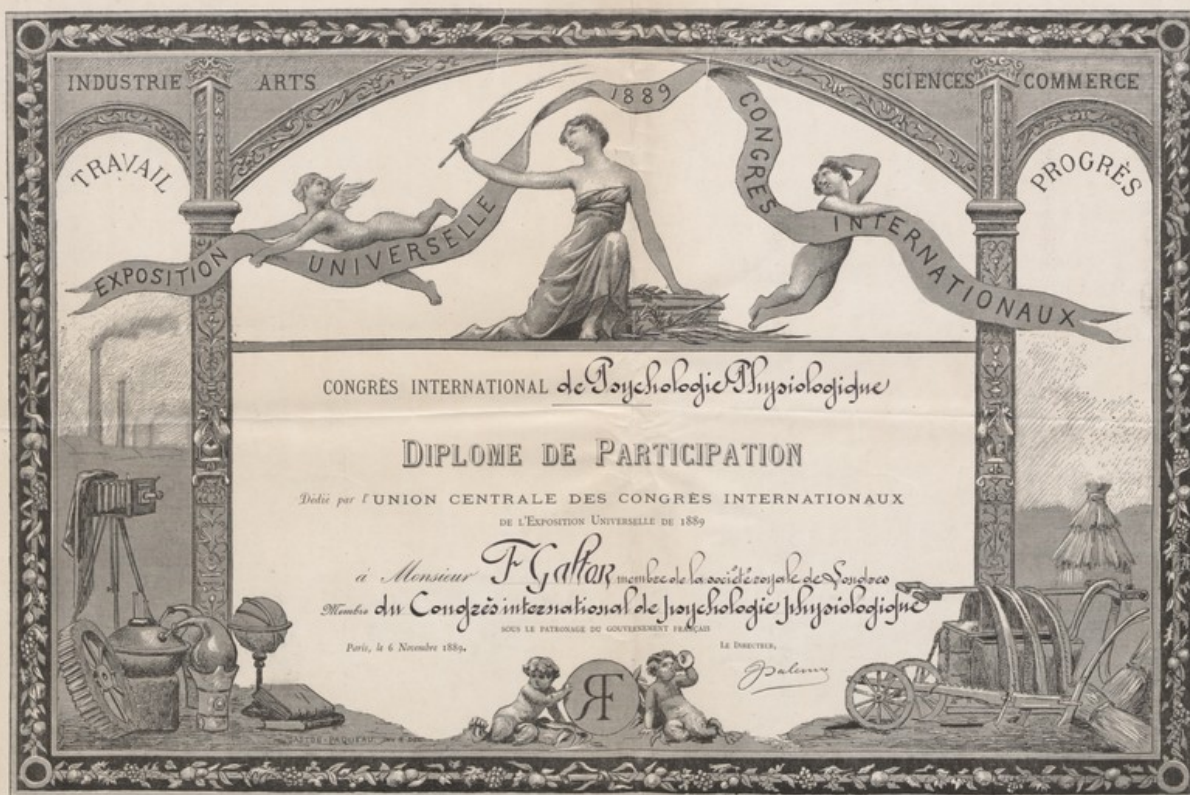 INDUSTRIE ARTS SCIENCES COMMERCE
TRAVAIL
PROGRÈS
EXPOSITION UNIVERSELLE 1889 CONGRES INTERNATIONAUX
CONGRÈS INTERNATIONAL de Psychologie Physiologique
DIPLOME DE PARTICIPATION
Dédié par l'UNION CENTRALE DES CONGRÈS INTERNATIONAUX
DE L'EXPOSITION UNIVERSELLE DE 1889
à Monsieur F Galton, membre de la société royale de Londres
Membre du Congrès international de psychologie physiologique
SOUS LE PATRONAGE DU GOUVERNEMENT FRANÇAIS
Paris, le 6 Novembre 1889.
LE DIRECTEUR,
RF